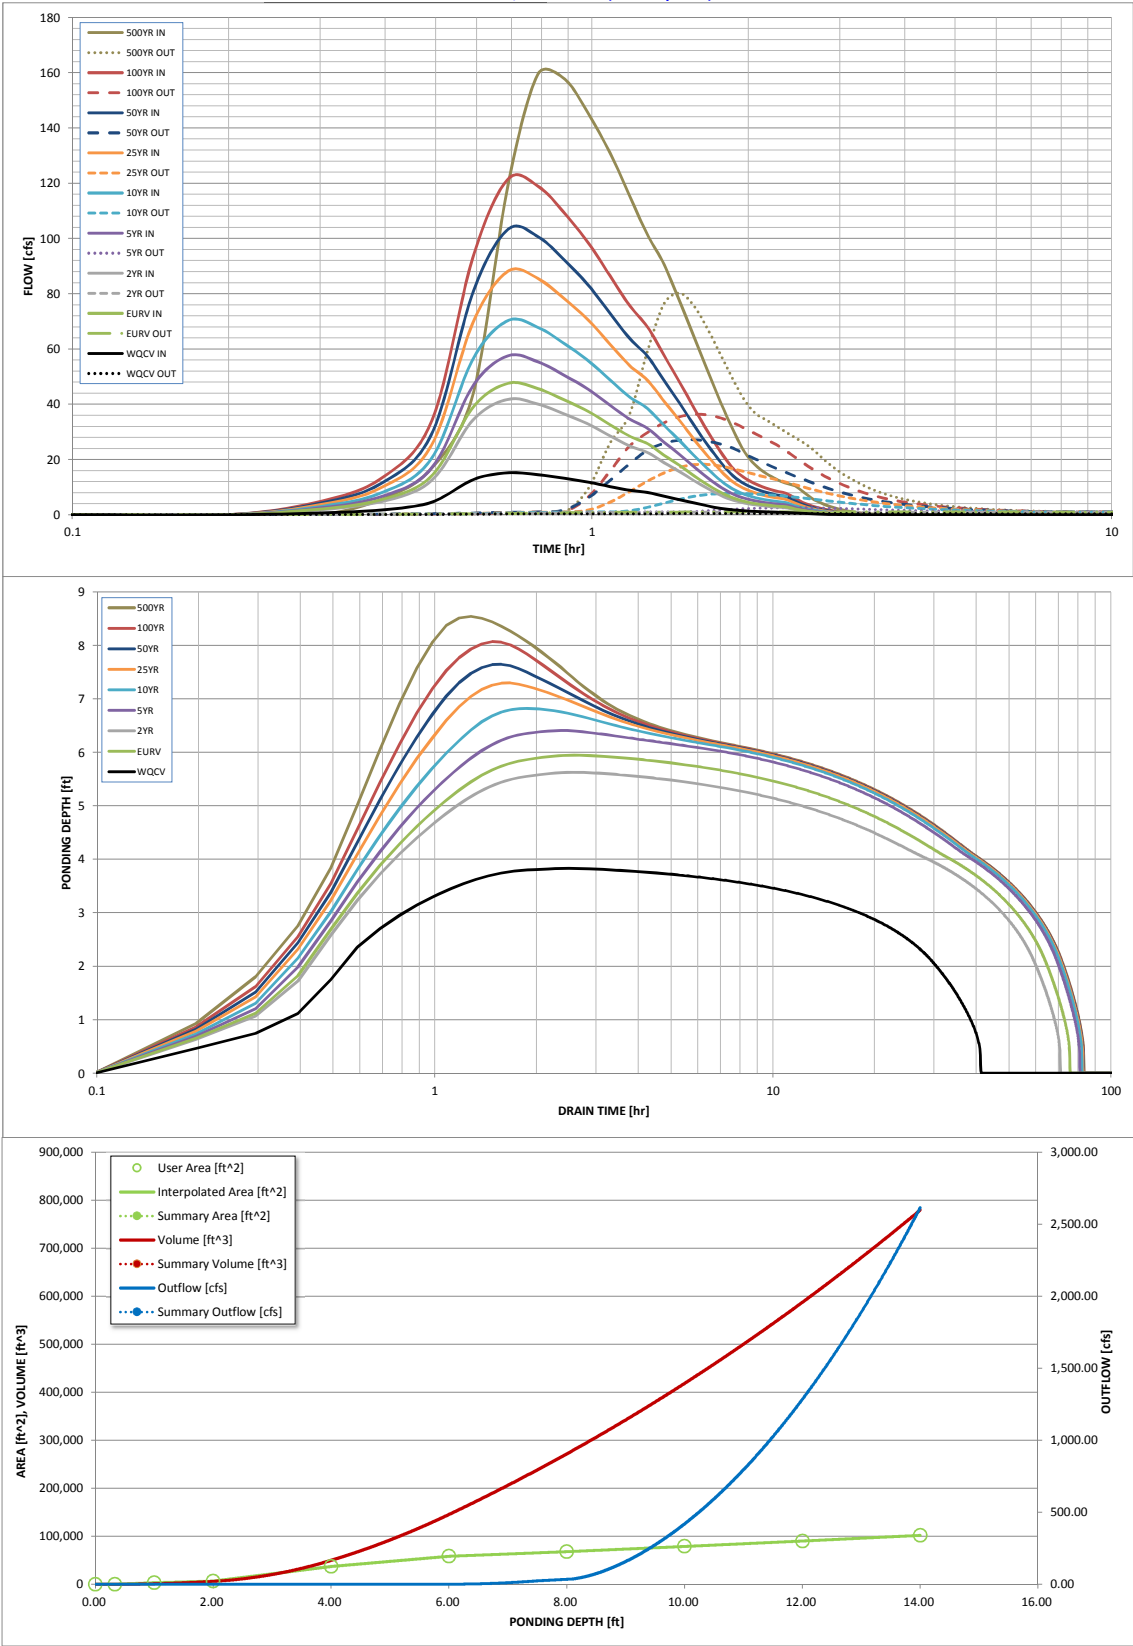 180
160
140
120
100
80
60
40
20
0
FLOW [cfs]
500YR IN
500YR OUT
100YR IN
100YR OUT
50YR IN
50YR OUT
25YR IN
25YR OUT
10YR IN
10YR OUT
5YR IN
5YR OUT
2YR IN
2YR OUT
EURV IN
EURV OUT
WQCV IN
WQCV OUT
0.1
1
10
TIME [hr]
9
8
7
6
5
4
3
2
1
0
PONDING DEPTH [ft]
500YR
100YR
50YR
25YR
10YR
5YR
2YR
EURV
WQCV
0.1
1
10
100
DRAIN TIME [hr]
900,000
800,000
700,000
600,000
500,000
400,000
300,000
200,000
100,000
0
AREA [ft^2], VOLUME [ft^3]
User Area [ft^2]
Interpolated Area [ft^2]
Summary Area [ft^2]
Volume [ft^3]
Summary Volume [ft^3]
Outflow [cfs]
Summary Outflow [cfs]
3,000.00
2,500.00
2,000.00
1,500.00
1,000.00
500.00
0.00
OUTFLOW [cfs]
0.00
2.00
4.00
6.00
8.00
10.00
12.00
14.00
16.00
PONDING DEPTH [ft]